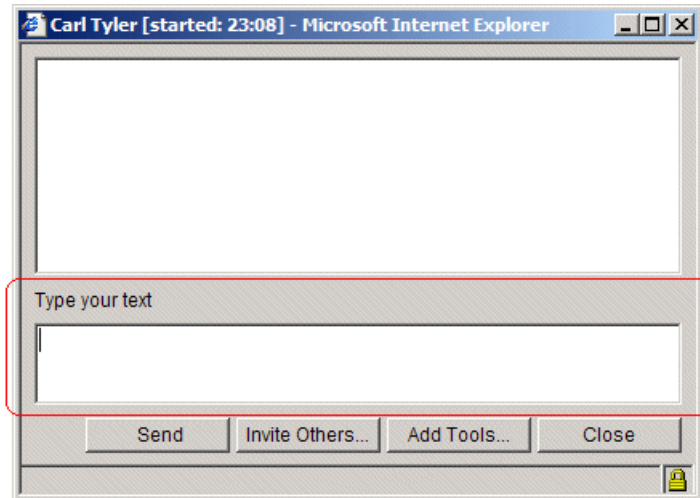 Carl Tyler [started: 23:08] - Microsoft Internet Explorer
Type your text
Send Invite Others... Add Tools... Close